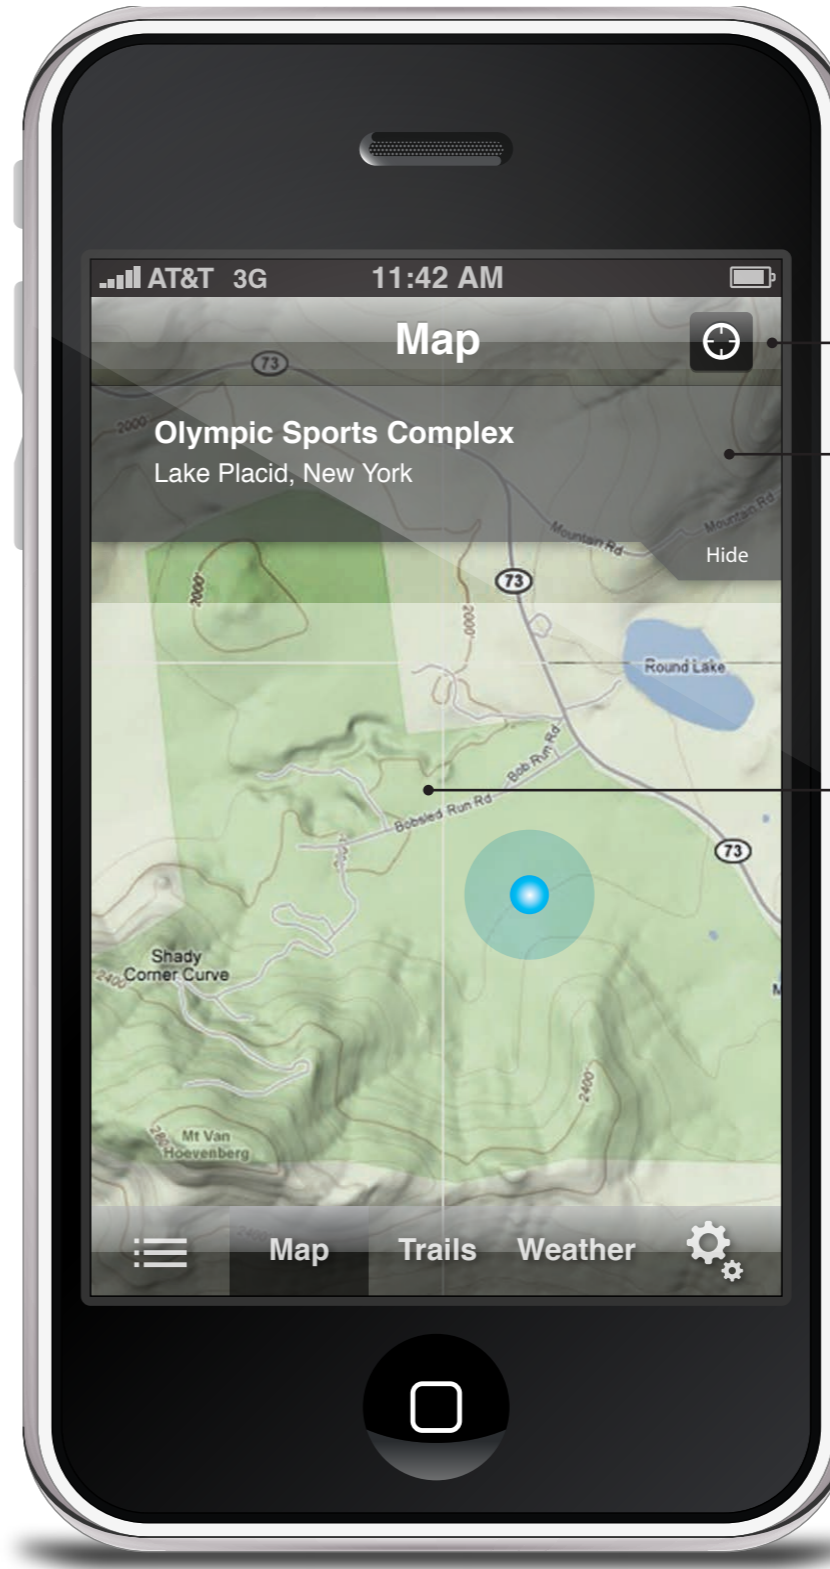 AT&T 3G 11:42 AM
Map
73
2000'
Olympic Sports Complex
Lake Placid, New York
Mountain Rd
Mountain Rd
Hide
73
2000'
2000'
Round Lake
Bob Run Rd
Bobsled Run Rd
73
Shady
Corner Curve
2400
2400
Mt Van
Hoevenberg
2400
Map Trails Weather